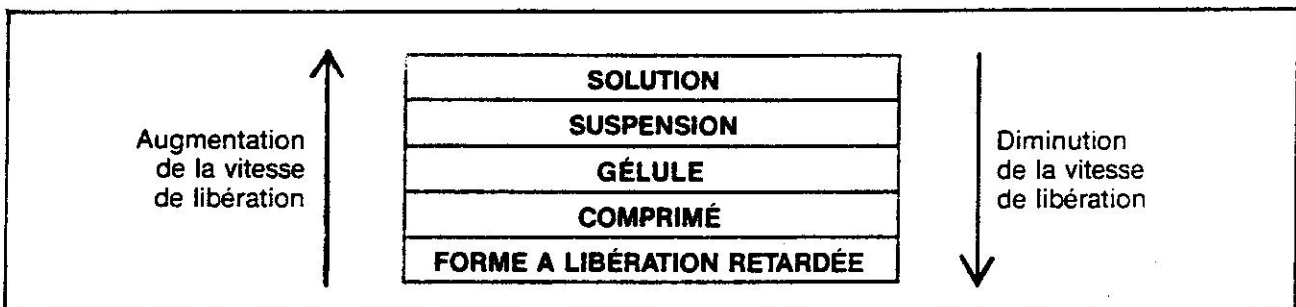 Augmentation
de la vitesse
de libération
SOLUTION
SUSPENSION
GÉLULE
COMPRIMÉ
FORME A LIBÉRATION RETARDÉE
Diminution
de la vitesse
de libération